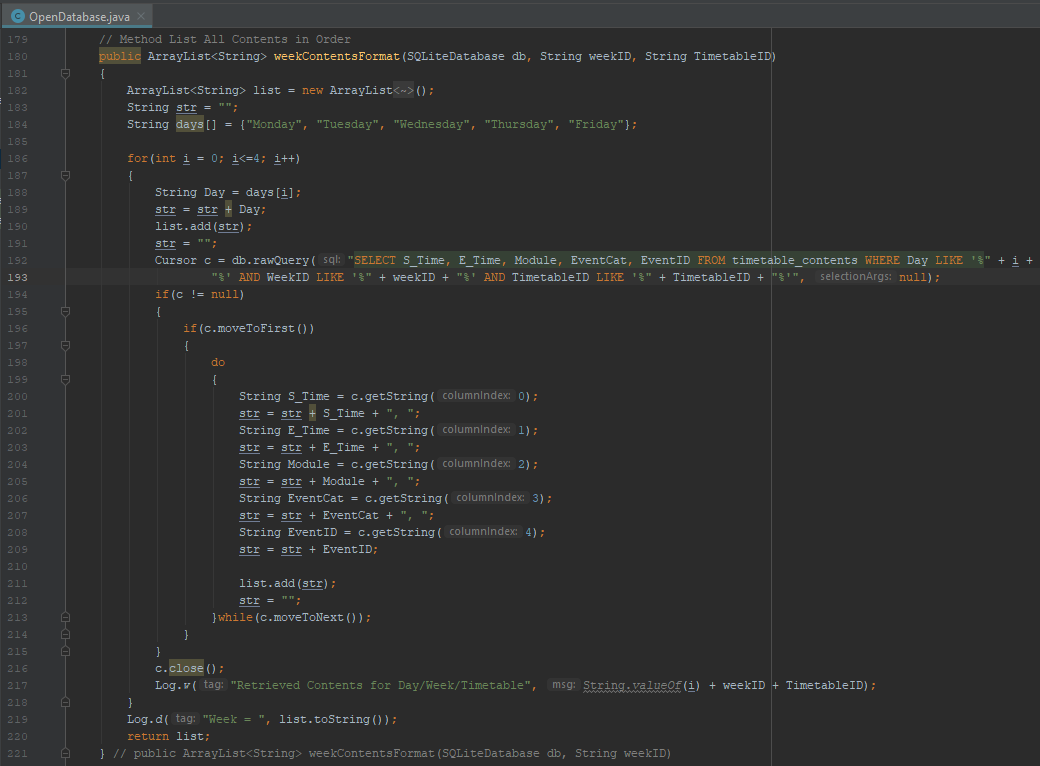 OpenDatabase.java
179 // Method List All Contents in Order
180 public ArrayList<String> weekContentsFormat(SQLiteDatabase db, String weekID, String TimetableID)
181 {
182 ArrayList<String> list = new ArrayList<~>();
183 String str = "";
184 String days[] = {"Monday", "Tuesday", "Wednesday", "Thursday", "Friday"};
185
186 for(int i = 0; i<=4; i++)
187 {
188 String Day = days[i];
189 str = str + Day;
190 list.add(str);
191 str = "";
192 Cursor c = db.rawQuery( sql: "SELECT S_Time, E_Time, Module, EventCat, EventID FROM timetable_contents WHERE Day LIKE '%" + i +
193 "%' AND WeekID LIKE '%" + weekID + "%' AND TimetableID LIKE '%" + TimetableID + "%'", selectionArgs: null);
194 if(c != null)
195 {
196 if(c.moveToFirst())
197 {
198 do
199 {
200 String S_Time = c.getString( columnIndex: 0);
201 str = str + S_Time + ", ";
202 String E_Time = c.getString( columnIndex: 1);
203 str = str + E_Time + ", ";
204 String Module = c.getString( columnIndex: 2);
205 str = str + Module + ", ";
206 String EventCat = c.getString( columnIndex: 3);
207 str = str + EventCat + ", ";
208 String EventID = c.getString( columnIndex: 4);
209 str = str + EventID;
210
211 list.add(str);
212 str = "";
213 }while(c.moveToNext());
214 }
215 }
216 c.close();
217 Log.v( tag: "Retrieved Contents for Day/Week/Timetable", msg: String.valueOf(i) + weekID + TimetableID);
218 }
219 Log.d( tag: "Week = ", list.toString());
220 return list;
221 } // public ArrayList<String> weekContentsFormat(SQLiteDatabase db, String weekID)